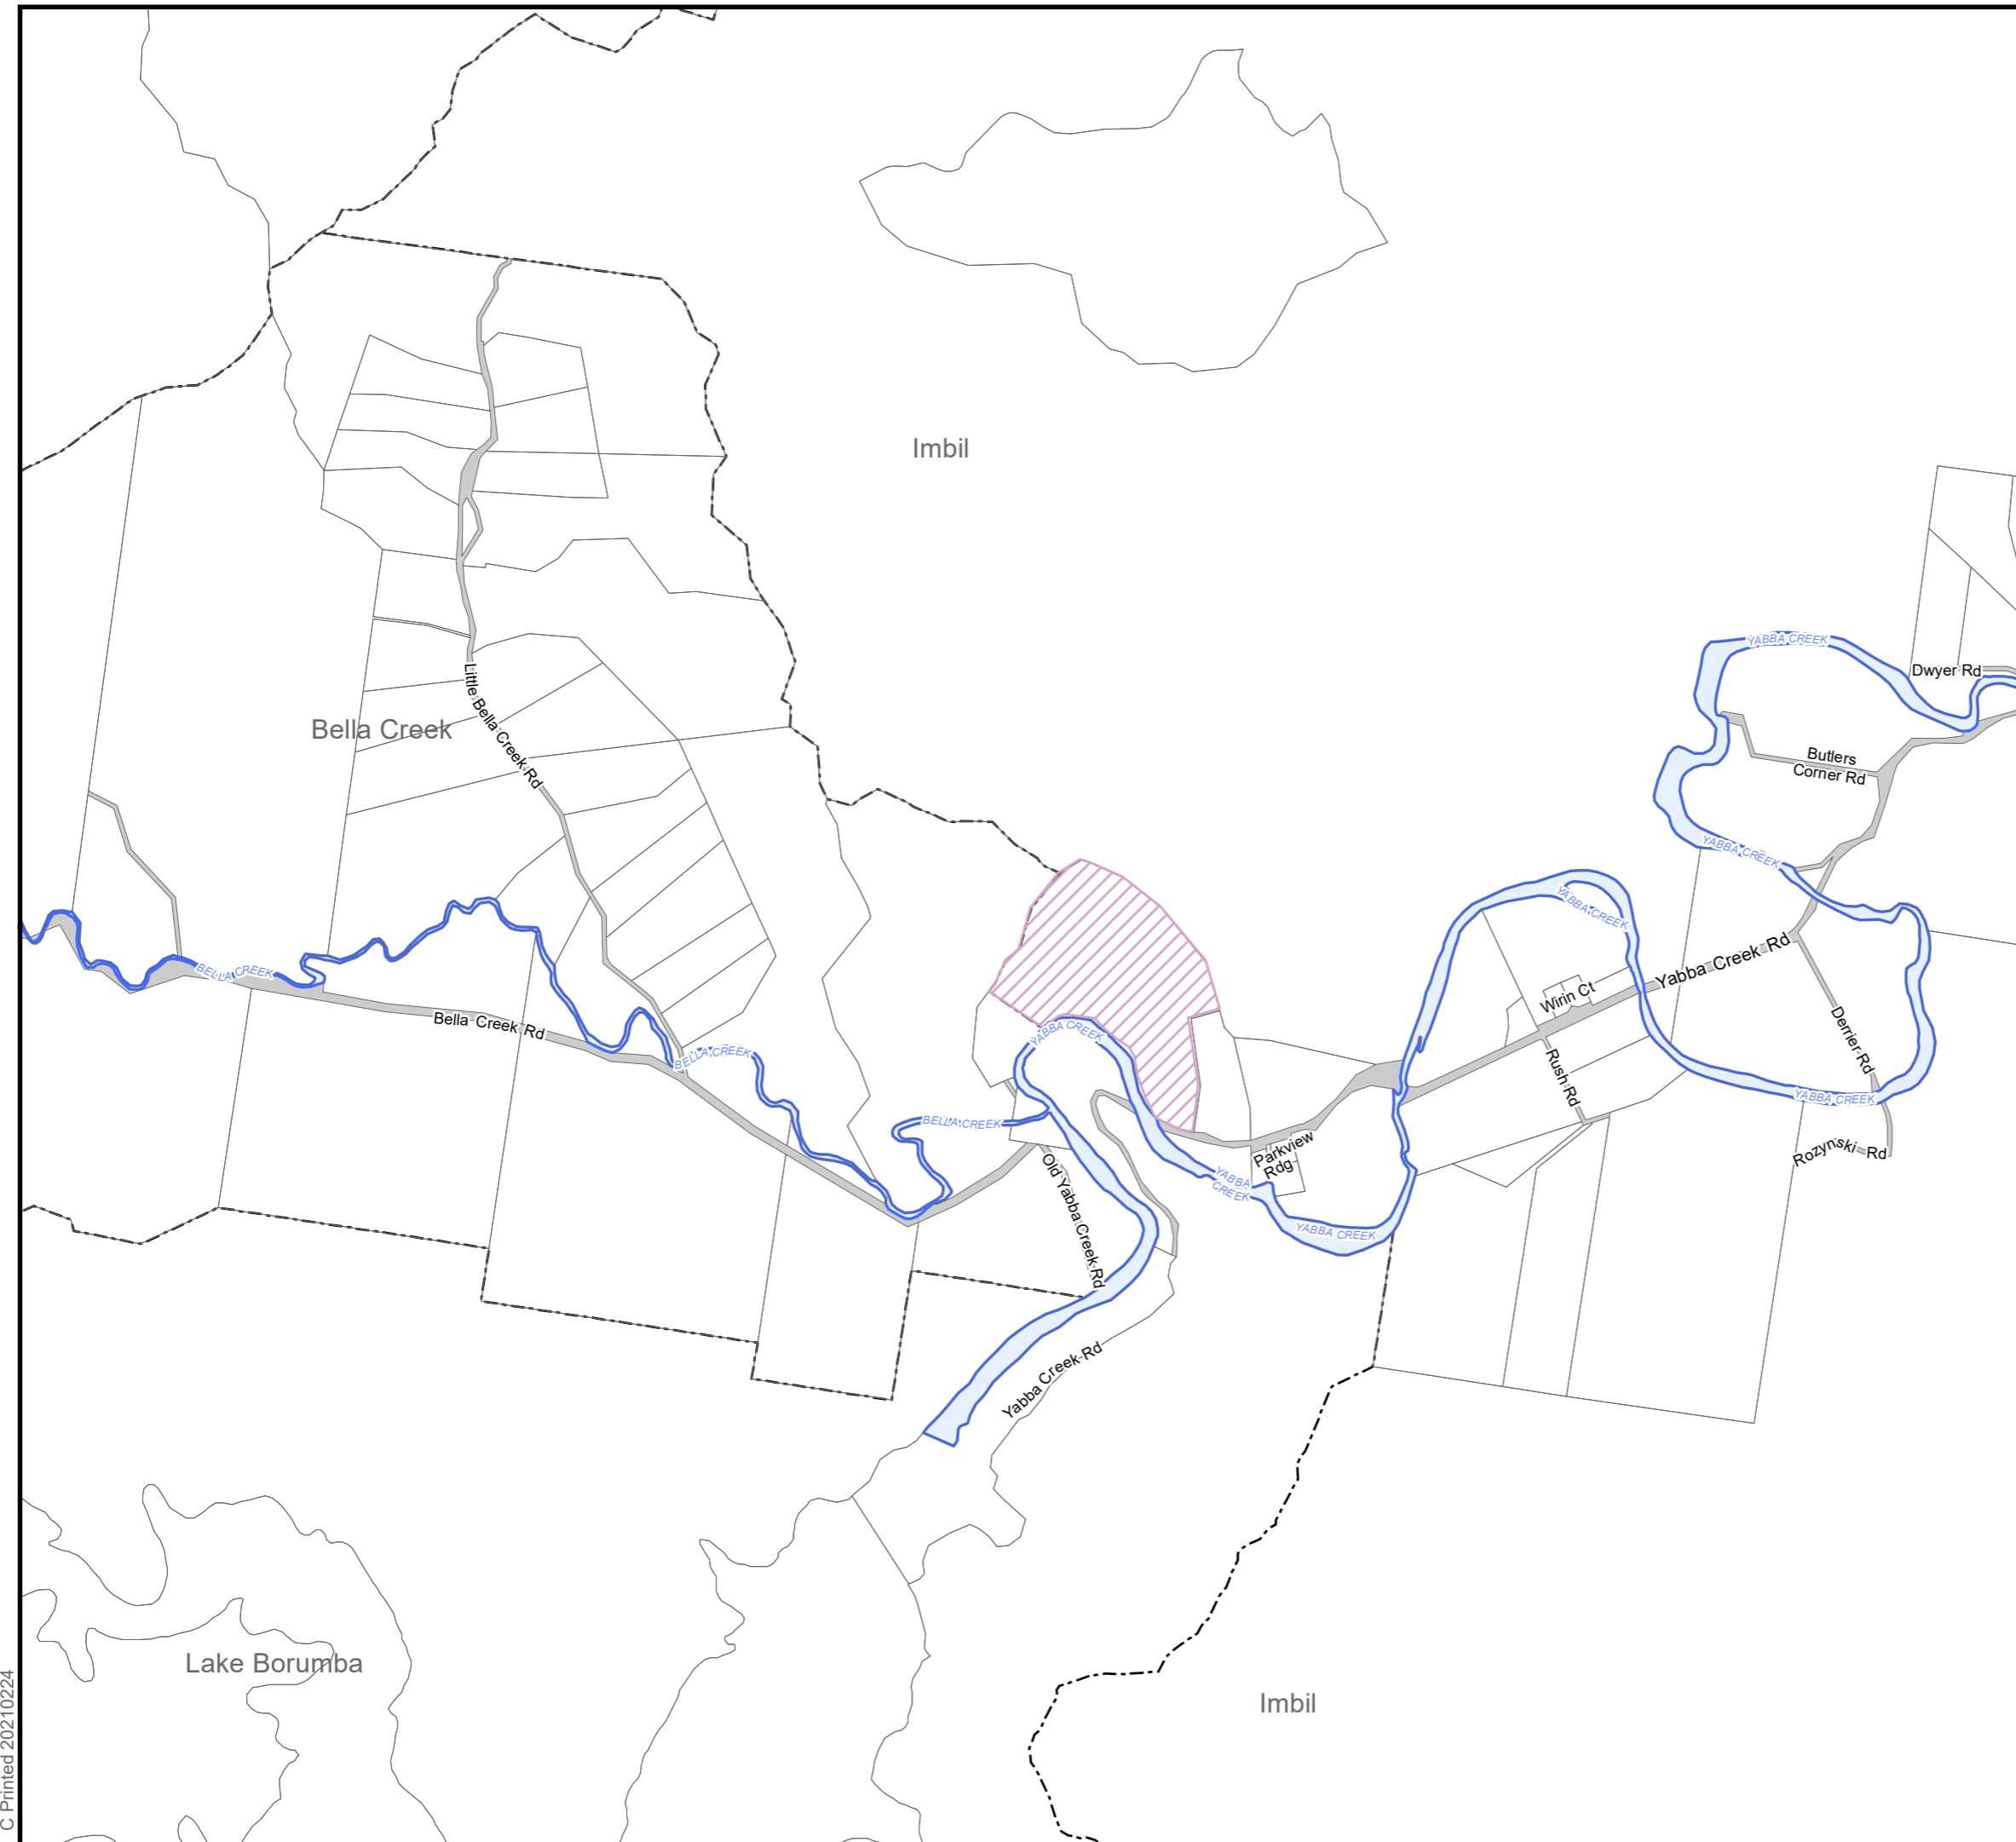 Imbil
YABBA CREEK
Dwyer Rd
Little Bella Creek Rd
Bella Creek
Butlers
Corner Rd
YABBA CREEK
YABBA CREEK
Yabba Creek Rd
BELLA CREEK
Wirin Ct
Bella Creek Rd
YABBA CREEK
Derrier Rd
BELLA CREEK
Rush Rd
YABBA CREEK
BELLA CREEK
Parkview
Rdg
Rozynski Rd
YABBA
CREEK
Old Yabba Creek Rd
YABBA CREEK
Yabba Creek Rd
Lake Borumba
Imbil
C Printed 20210224